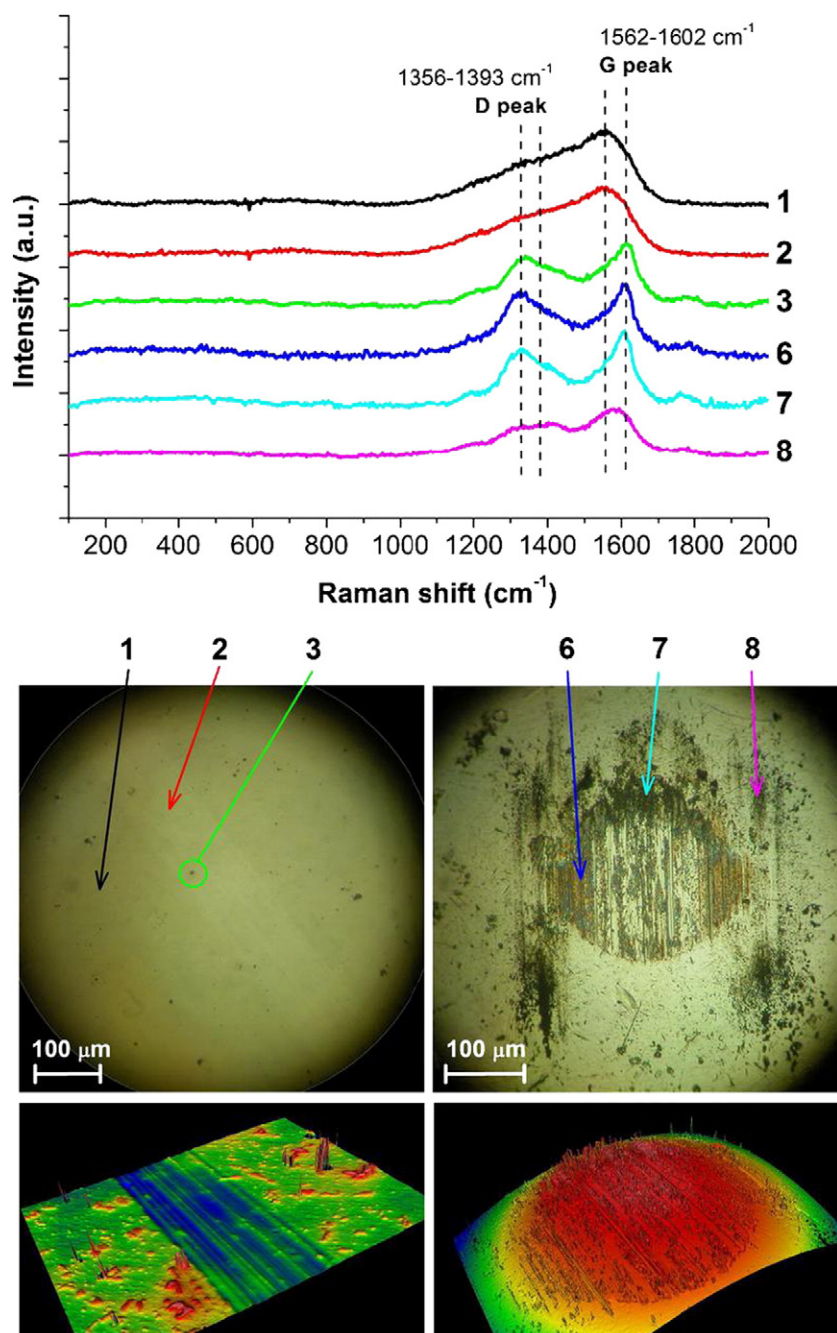 1562-1602 cm⁻¹
G peak
1356-1393 cm⁻¹
D peak
Intensity (a.u.)
1
2
3
6
7
8
200 400 600 800 1000 1200 1400 1600 1800 2000
Raman shift (cm⁻¹)
1 2 3 6 7 8
100 μm 100 μm